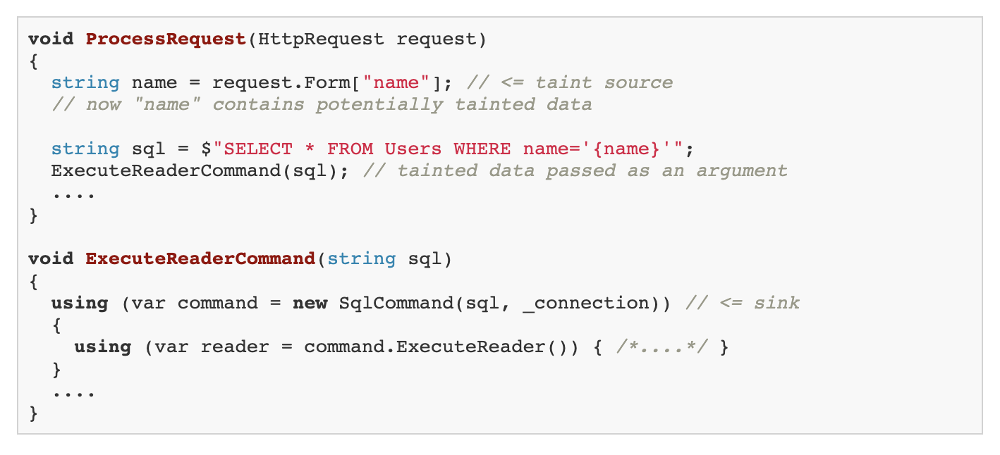 void ProcessRequest(HttpRequest request)
{
  string name = request.Form["name"]; // <= taint source
  // now "name" contains potentially tainted data

  string sql = $"SELECT * FROM Users WHERE name='{name}'";
  ExecuteReaderCommand(sql); // tainted data passed as an argument
  ....
}

void ExecuteReaderCommand(string sql)
{
  using (var command = new SqlCommand(sql, _connection)) // <= sink
  {
    using (var reader = command.ExecuteReader()) { /*....*/ }
  }
  ....
}